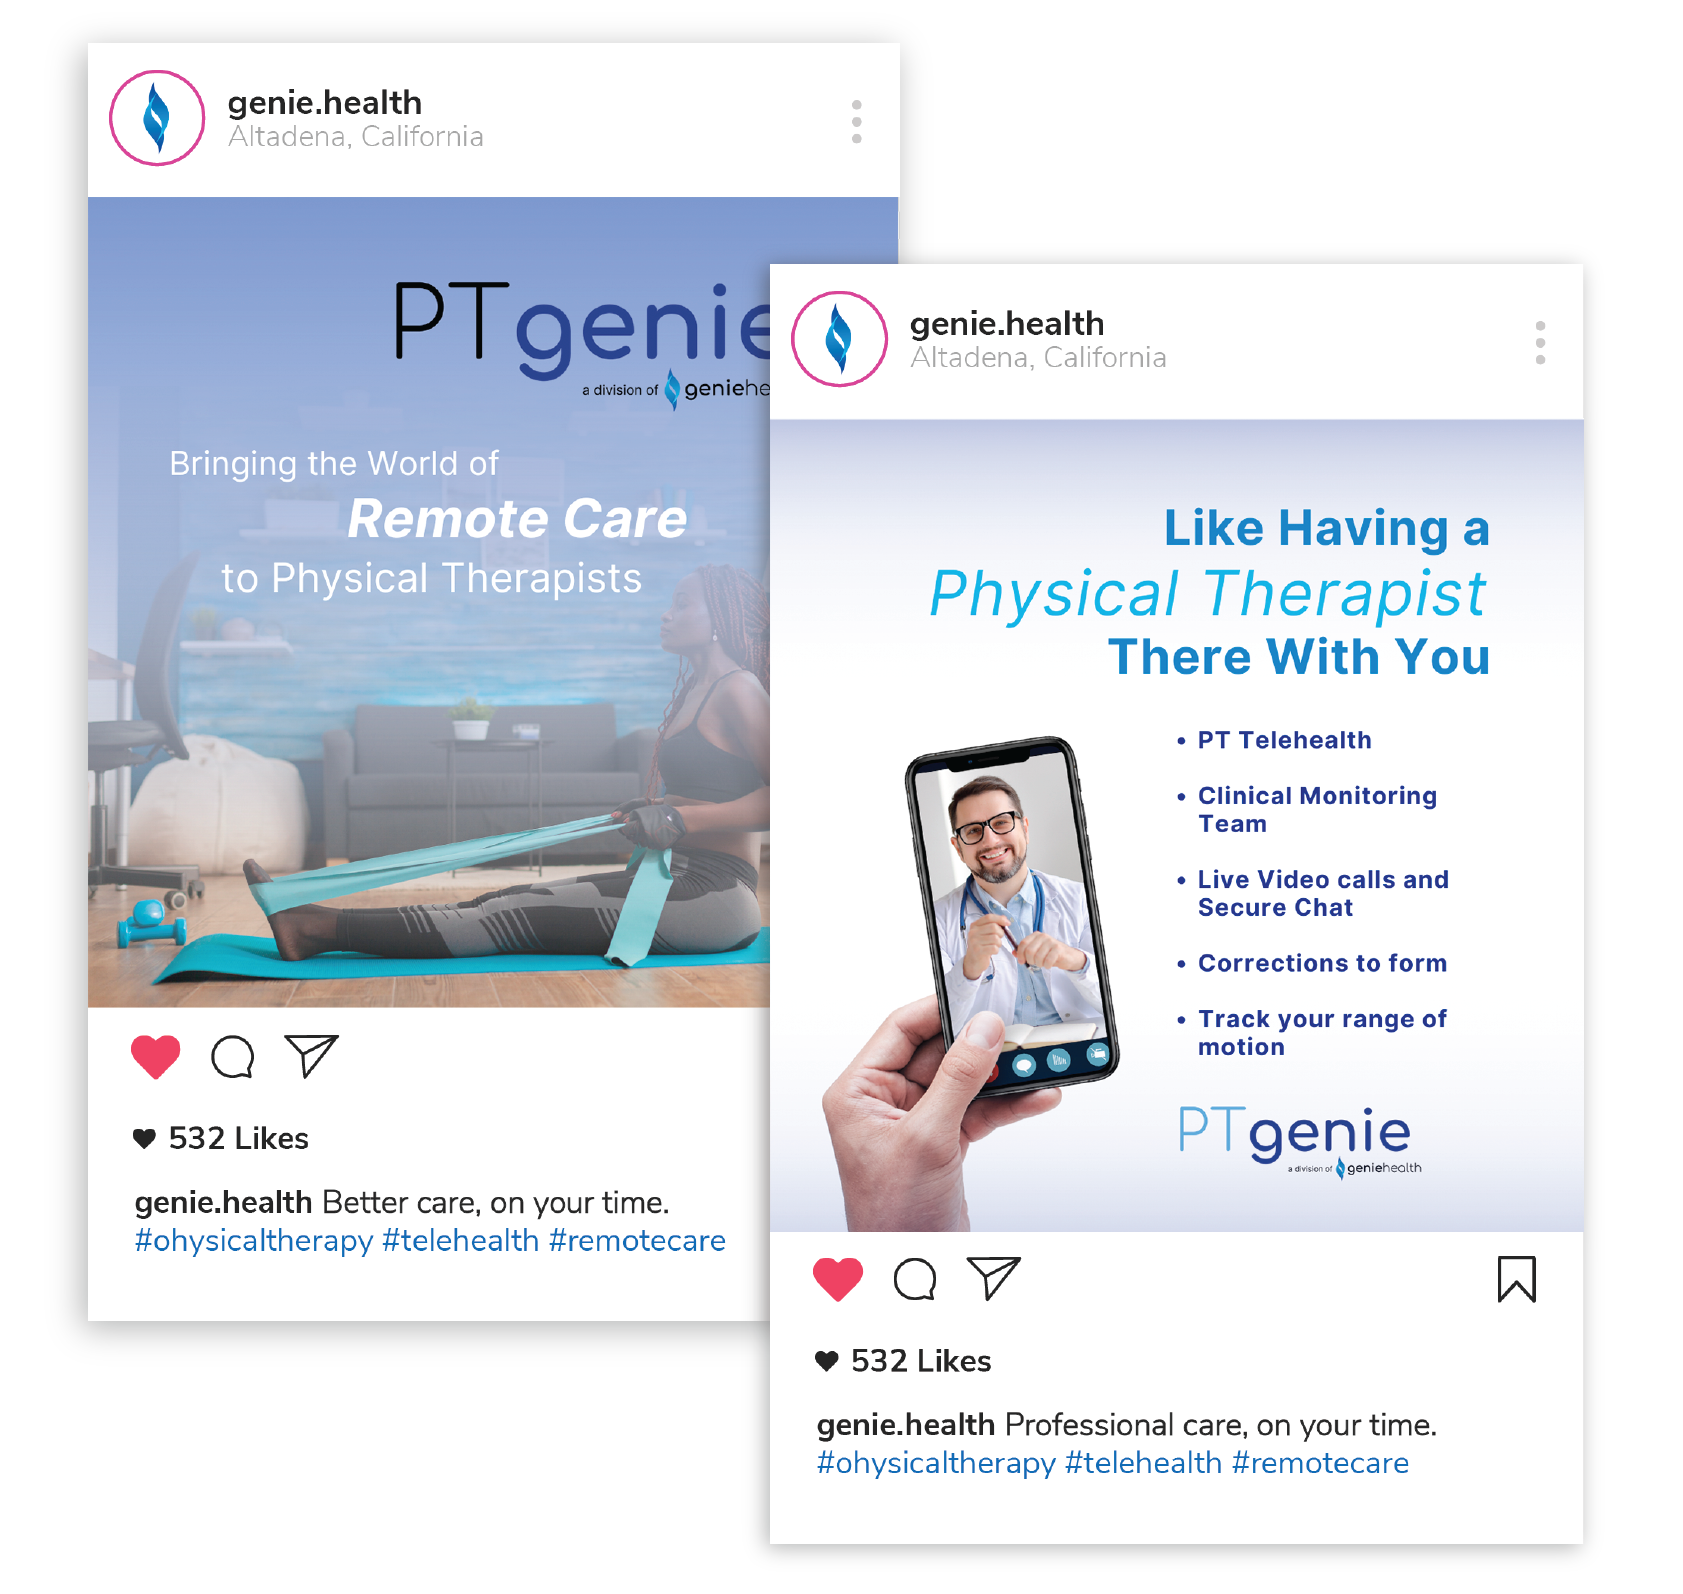 genie.health
Altadena, California
PTgenie
a division of geniehe
Bringing the World of
Remote Care
to Physical Therapists
532 Likes
genie.health Better care, on your time.
#ohysicaltherapy #telehealth #remotecare
genie.health
Altadena, California
Like Having a
Physical Therapist
There With You
• PT Telehealth
• Clinical Monitoring
Team
• Live Video calls and
Secure Chat
• Corrections to form
• Track your range of
motion
PTgenie
a division of geniehealth
532 Likes
genie.health Professional care, on your time.
#ohysicaltherapy #telehealth #remotecare